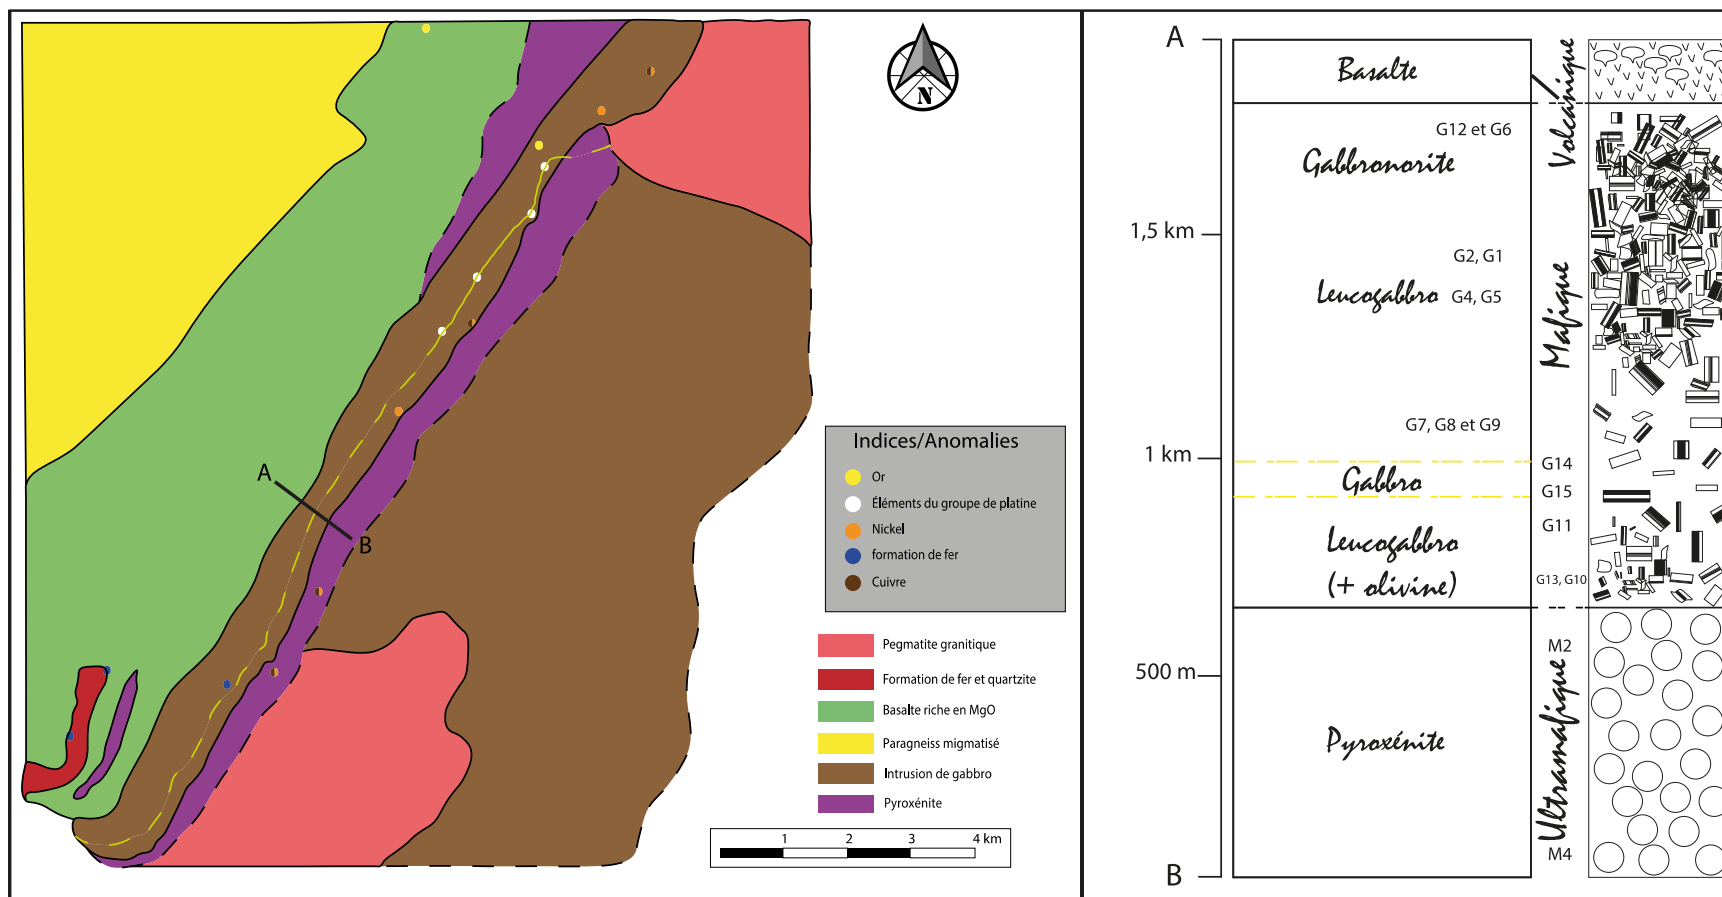 N
A
B
Indices/Anomalies
Or
Éléments du groupe de platine
Nickel
formation de fer
Cuivre
Pegmatite granitique
Formation de fer et quartzite
Basalte riche en MgO
Paragneiss migmatisé
Intrusion de gabbro
Pyroxénite
1 2 3 4 km
A
1,5 km
1 km
500 m
B
Basalte
G12 et G6
Gabbronorite
G2, G1
Leucogabbro G4, G5
G7, G8 et G9
Gabbro
Leucogabbro
(+ olivine)
Pyroxénite
Volcanique
Mafique
G14
G15
G11
G13, G10
M2
Ultramafique
M4